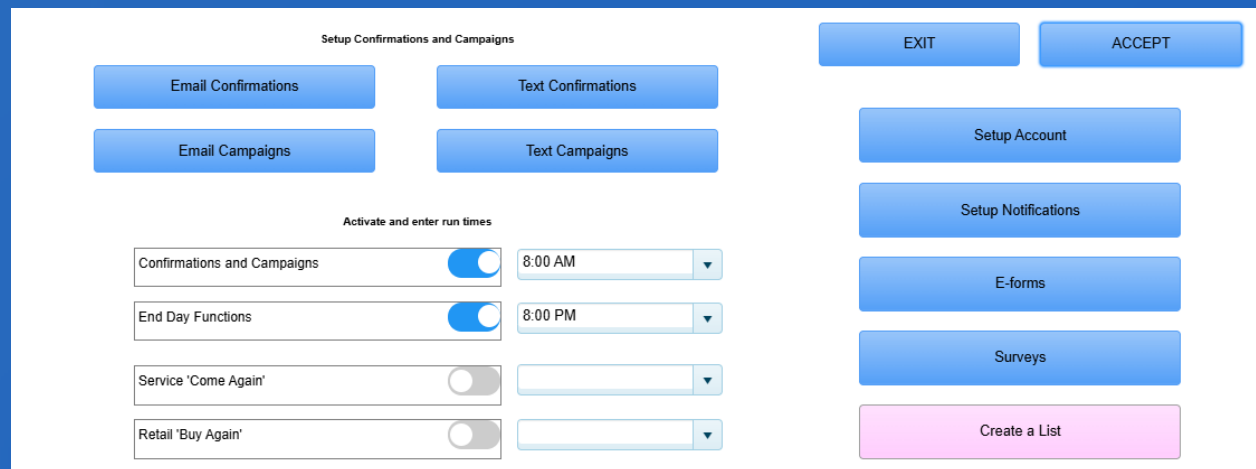 Setup Confirmations and Campaigns
EXIT
ACCEPT
Email Confirmations
Text Confirmations
Email Campaigns
Text Campaigns
Setup Account
Setup Notifications
Activate and enter run times
Confirmations and Campaigns
8:00 AM
E-forms
End Day Functions
8:00 PM
Surveys
Service 'Come Again'
Retail 'Buy Again'
Create a List